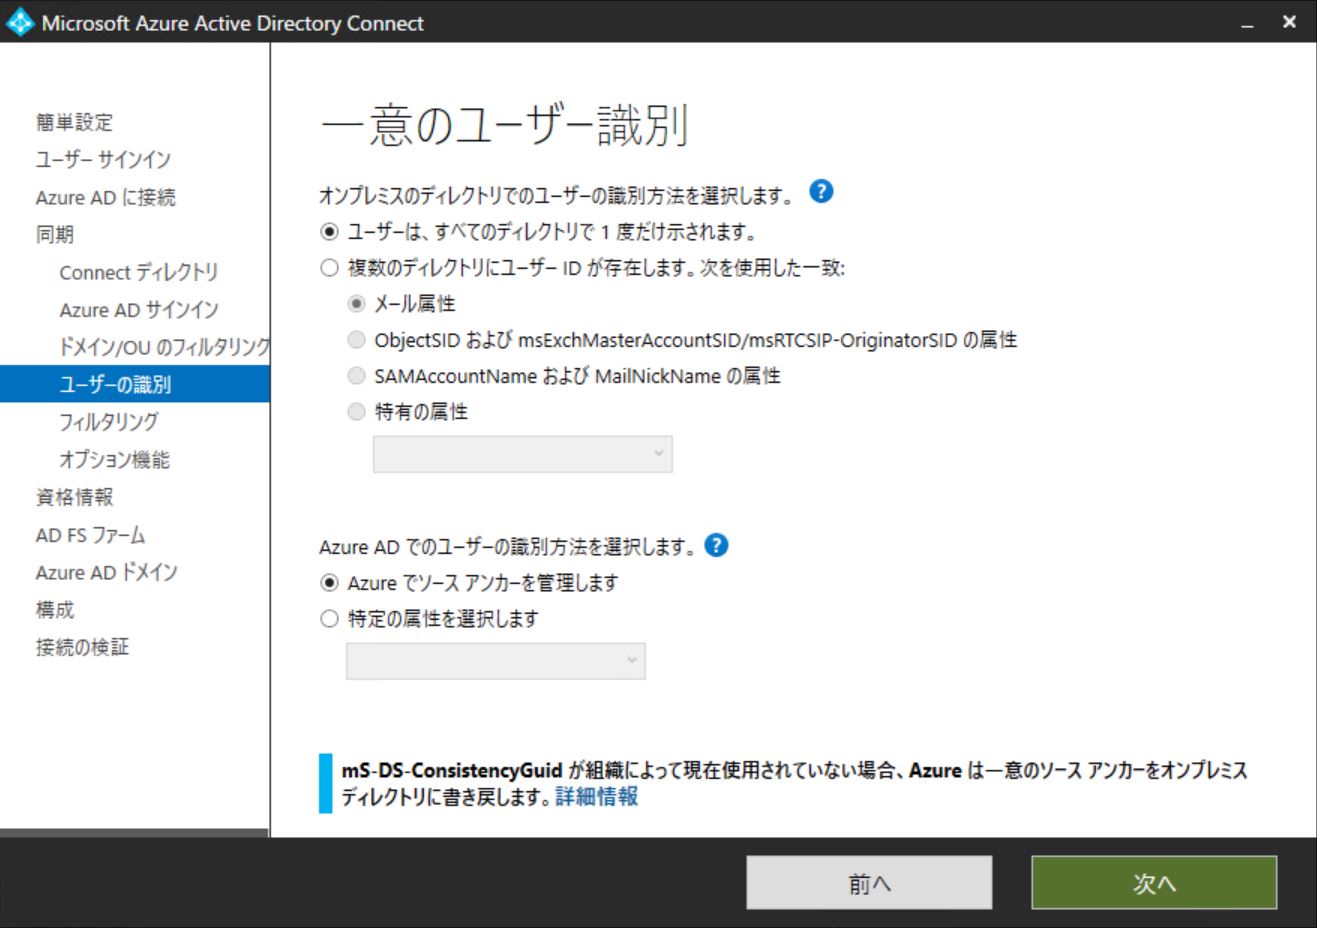 Microsoft Azure Active Directory Connect
簡単設定
ユーザー サインイン
Azure AD に接続
同期
Connect ディレクトリ
Azure AD サインイン
ドメイン/OU のフィルタリング
ユーザーの識別
フィルタリング
オプション機能
資格情報
AD FS ファーム
Azure AD ドメイン
構成
接続の検証
一意のユーザー識別
オンプレミスのディレクトリでのユーザーの識別方法を選択します。 ?
ユーザーは、すべてのディレクトリで 1 度だけ示されます。
複数のディレクトリにユーザー ID が存在します。次を使用した一致:
メール属性
ObjectSID および msExchMasterAccountSID/msRTCSIP-OriginatorSID の属性
SAMAccountName および MailNickName の属性
特有の属性
Azure AD でのユーザーの識別方法を選択します。 ?
Azure でソース アンカーを管理します
特定の属性を選択します
mS-DS-ConsistencyGuid が組織によって現在使用されていない場合、Azure は一意のソース アンカーをオンプレミス
ディレクトリに書き戻します。詳細情報
前へ
次へ